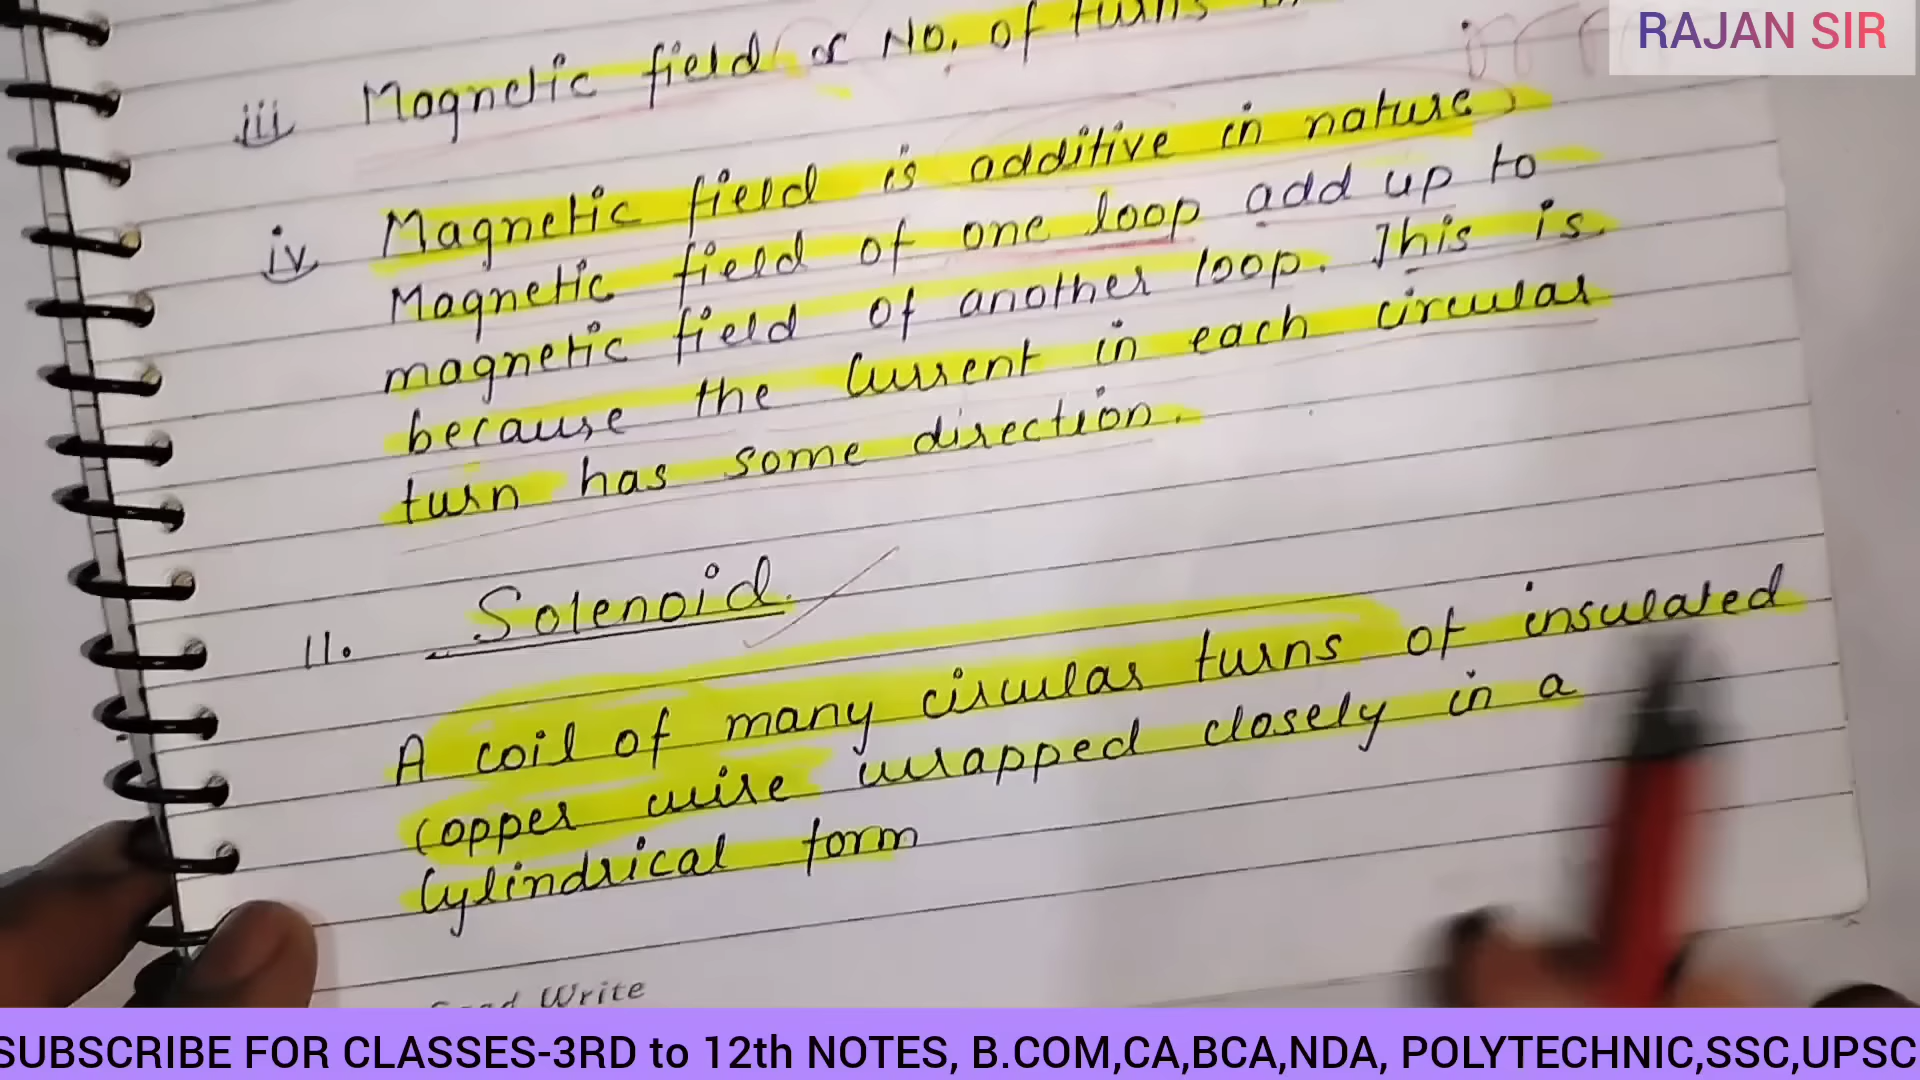 RAJAN SIR
iii Magnetic field ∝ No. of turns
iv Magnetic field is additive in nature
Magnetic field of one loop add up to
magnetic field of another loop. This is
because the Current in each circular
turn has some direction.
11. Solenoid.
A coil of many circular turns of insulated
Copper wire wrapped closely in a
Cylindrical form
Write
SUBSCRIBE FOR CLASSES-3RD to 12th NOTES, B.COM,CA,BCA,NDA, POLYTECHNIC,SSC,UPSC